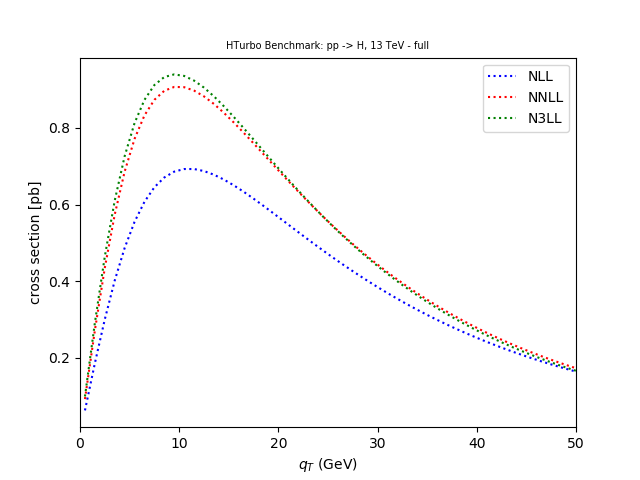 HTurbo Benchmark: pp -> H, 13 TeV - full
NLL
NNLL
N3LL
cross section [pb]
0.8
0.6
0.4
0.2
0 10 20 30 40 50
qT (GeV)